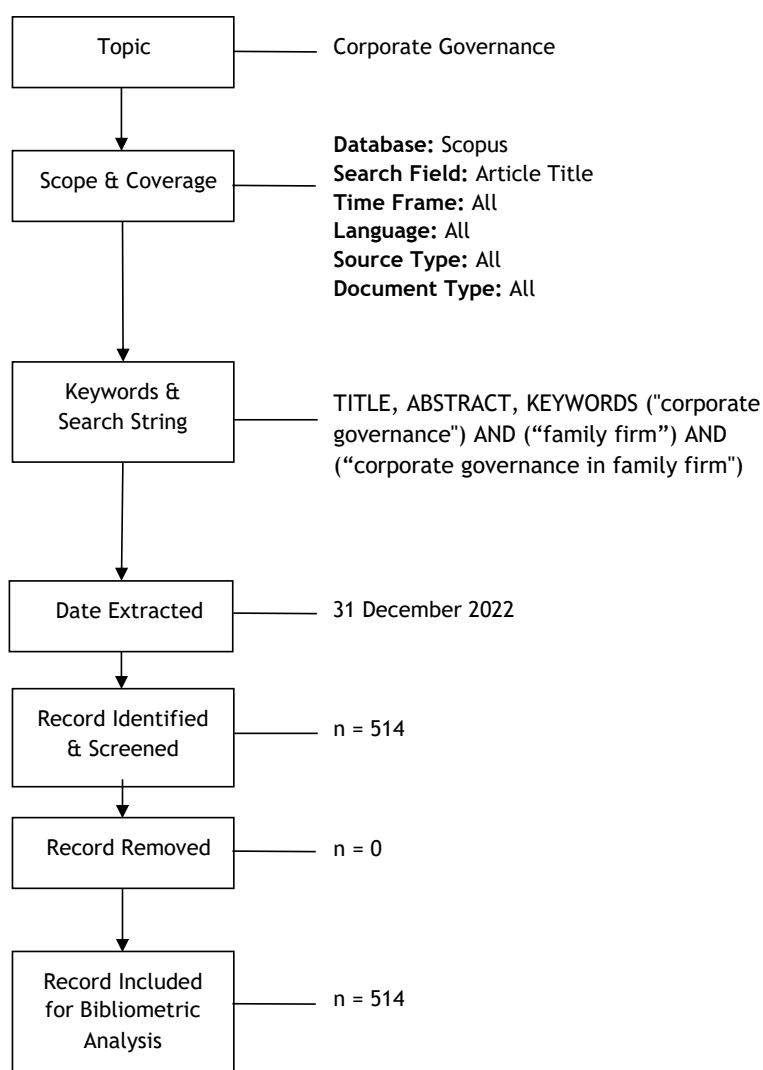 Topic
Corporate Governance
Scope & Coverage
Database: Scopus
Search Field: Article Title
Time Frame: All
Language: All
Source Type: All
Document Type: All
Keywords &
Search String
TITLE, ABSTRACT, KEYWORDS ("corporate
governance") AND (“family firm”) AND
(“corporate governance in family firm")
Date Extracted
31 December 2022
Record Identified
& Screened
n = 514
Record Removed
n = 0
Record Included
for Bibliometric
Analysis
n = 514